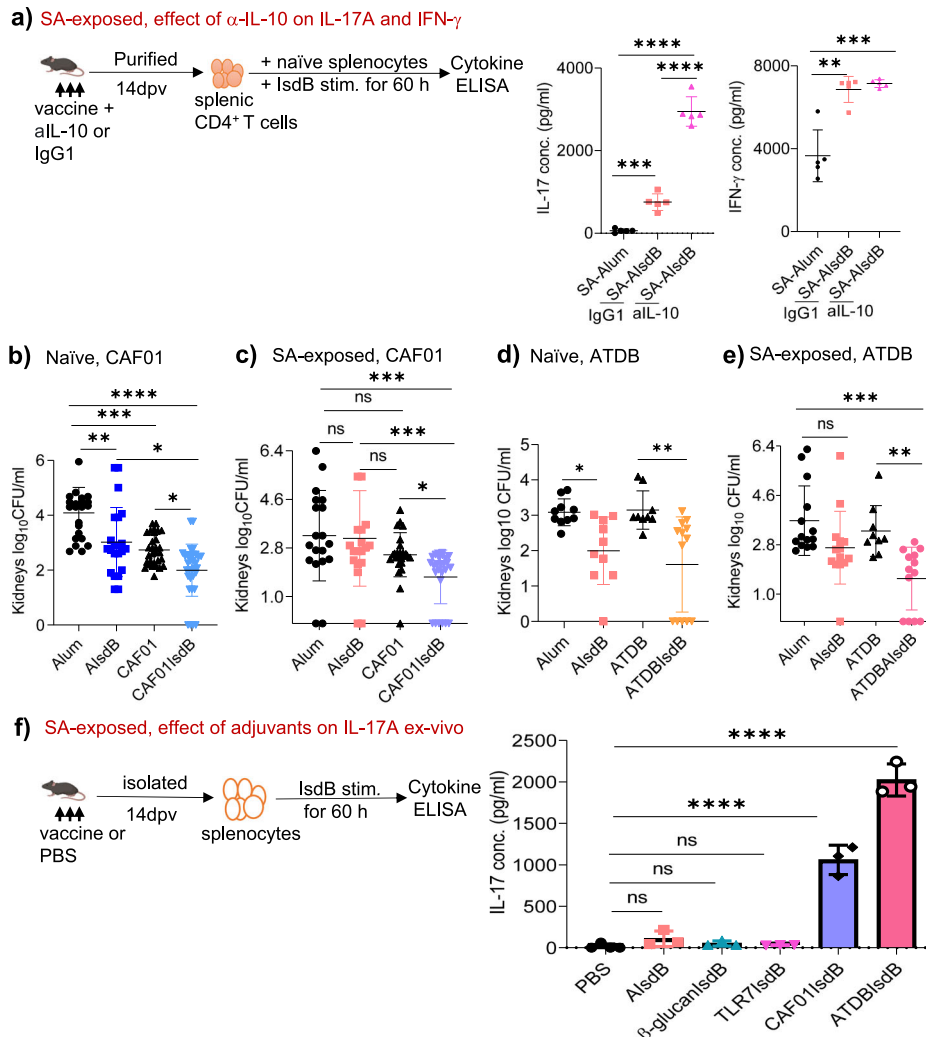 a) SA-exposed, effect of α-IL-10 on IL-17A and IFN-γ
vaccine +
aIL-10 or
IgG1
Purified
14dpv
splenic
CD4⁺ T cells
+ naïve splenocytes
+ IsdB stim. for 60 h
Cytokine
ELISA
IL-17 conc. (pg/ml)
4000
2000
0
***
****
****
SA-Alum
SA-AIsdB
SA-AIsdB
IgG1
aIL-10
IFN-γ conc. (pg/ml)
8000
4000
0
**
***
SA-Alum
SA-AIsdB
SA-AIsdB
IgG1
aIL-10
b) Naïve, CAF01
****
***
**
*
*
Kidneys log₁₀CFU/ml
6
4
2
0
Alum
AIsdB
CAF01
CAF01IsdB
c) SA-exposed, CAF01
***
ns
ns
***
ns
*
Kidneys log₁₀CFU/ml
6.4
4.6
2.8
1.0
Alum
AIsdB
CAF01
CAF01IsdB
d) Naïve, ATDB
*
**
Kidneys log10 CFU/ml
5
4
3
2
1
0
Alum
AIsdB
ATDB
ATDBIsdB
e) SA-exposed, ATDB
***
ns
**
Kidneys log₁₀ CFU/ml
6.4
4.6
2.8
1.0
Alum
AIsdB
ATDB
ATDBAIsdB
f) SA-exposed, effect of adjuvants on IL-17A ex-vivo
vaccine or
PBS
isolated
14dpv
splenocytes
IsdB stim.
for 60 h
Cytokine
ELISA
IL-17 conc. (pg/ml)
2500
2000
1500
1000
500
0
****
****
ns
ns
ns
PBS
AIsdB
β-glucanIsdB
TLR7IsdB
CAF01IsdB
ATDBIsdB